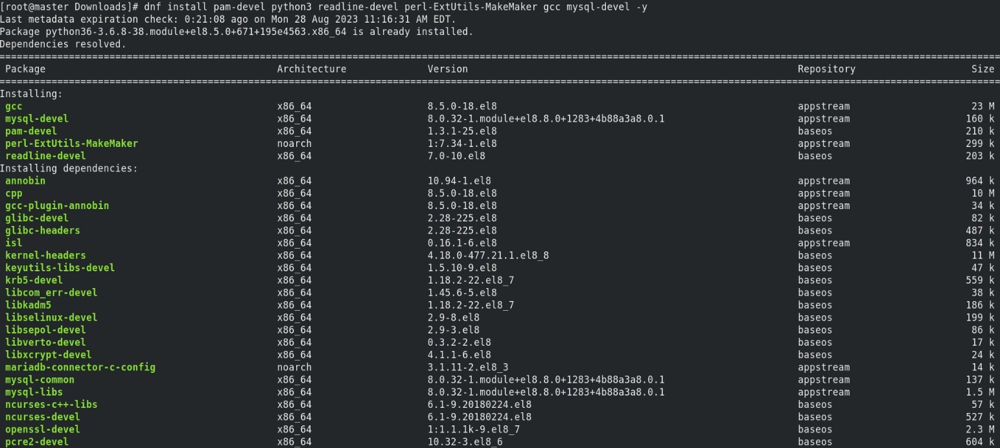 [root@master Downloads]# dnf install pam-devel python3 readline-devel perl-ExtUtils-MakeMaker gcc mysql-devel -y
Last metadata expiration check: 0:21:08 ago on Mon 28 Aug 2023 11:16:31 AM EDT.
Package python36-3.6.8-38.module+el8.5.0+671+195e4563.x86_64 is already installed.
Dependencies resolved.
Package Architecture Version Repository Size
Installing:
gcc x86_64 8.5.0-18.el8 appstream 23 M
mysql-devel x86_64 8.0.32-1.module+el8.8.0+1283+4b88a3a8.0.1 appstream 160 k
pam-devel x86_64 1.3.1-25.el8 baseos 210 k
perl-ExtUtils-MakeMaker noarch 1:7.34-1.el8 appstream 299 k
readline-devel x86_64 7.0-10.el8 baseos 203 k
Installing dependencies:
annobin x86_64 10.94-1.el8 appstream 964 k
cpp x86_64 8.5.0-18.el8 appstream 10 M
gcc-plugin-annobin x86_64 8.5.0-18.el8 appstream 34 k
glibc-devel x86_64 2.28-225.el8 baseos 82 k
glibc-headers x86_64 2.28-225.el8 baseos 487 k
isl x86_64 0.16.1-6.el8 appstream 834 k
kernel-headers x86_64 4.18.0-477.21.1.el8_8 baseos 11 M
keyutils-libs-devel x86_64 1.5.10-9.el8 baseos 47 k
krb5-devel x86_64 1.18.2-22.el8_7 baseos 559 k
libcom_err-devel x86_64 1.45.6-5.el8 baseos 38 k
libkadm5 x86_64 1.18.2-22.el8_7 baseos 186 k
libselinux-devel x86_64 2.9-8.el8 baseos 199 k
libsepol-devel x86_64 2.9-3.el8 baseos 86 k
libverto-devel x86_64 0.3.2-2.el8 baseos 17 k
libxcrypt-devel x86_64 4.1.1-6.el8 baseos 24 k
mariadb-connector-c-config noarch 3.1.11-2.el8_3 appstream 14 k
mysql-common x86_64 8.0.32-1.module+el8.8.0+1283+4b88a3a8.0.1 appstream 137 k
mysql-libs x86_64 8.0.32-1.module+el8.8.0+1283+4b88a3a8.0.1 appstream 1.5 M
ncurses-c++-libs x86_64 6.1-9.20180224.el8 baseos 57 k
ncurses-devel x86_64 6.1-9.20180224.el8 baseos 527 k
openssl-devel x86_64 1:1.1.1k-9.el8_7 baseos 2.3 M
pcre2-devel x86_64 10.32-3.el8_6 baseos 604 k